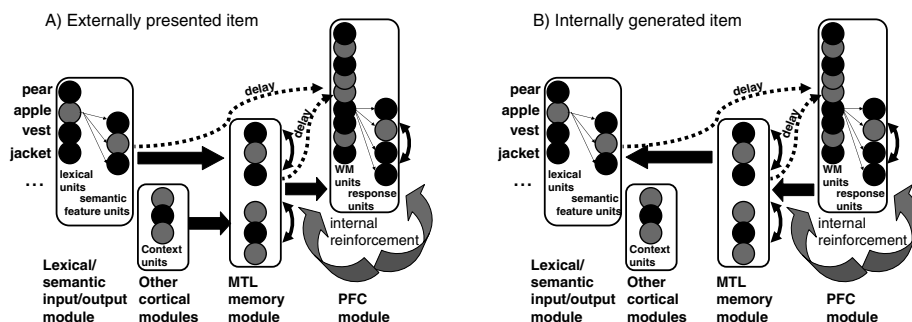 A) Externally presented item
pear
apple
vest
jacket
...
lexical
units
semantic
feature units
Context
units
delay
delay
WM
units
response
units
internal
reinforcement
Lexical/
semantic
input/output
module
Other
cortical
modules
MTL
memory
module
PFC
module
B) Internally generated item
pear
apple
vest
jacket
...
lexical
units
semantic
feature units
Context
units
delay
delay
WM
units
response
units
internal
reinforcement
Lexical/
semantic
input/output
module
Other
cortical
modules
MTL
memory
module
PFC
module